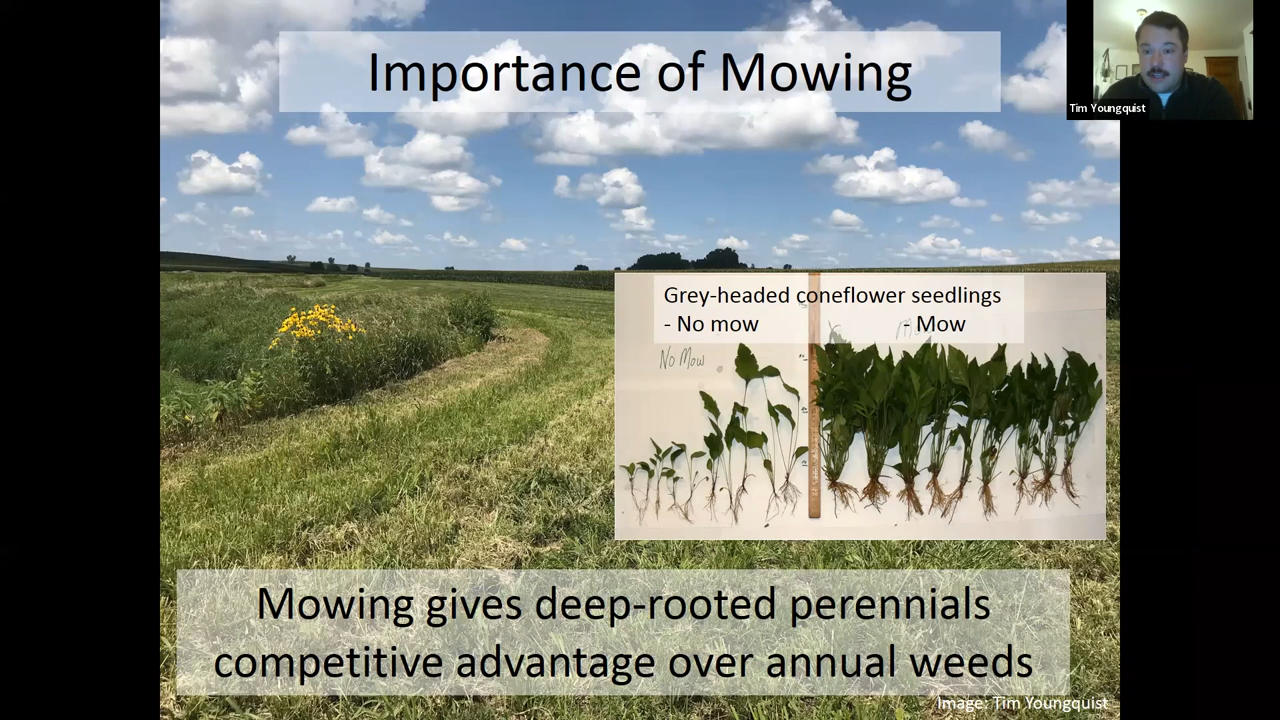 Importance of Mowing
Tim Youngquist
Grey-headed coneflower seedlings
- No mow - Mow
No Mow
Mowing gives deep-rooted perennials
competitive advantage over annual weeds
Image: Tim Youngquist